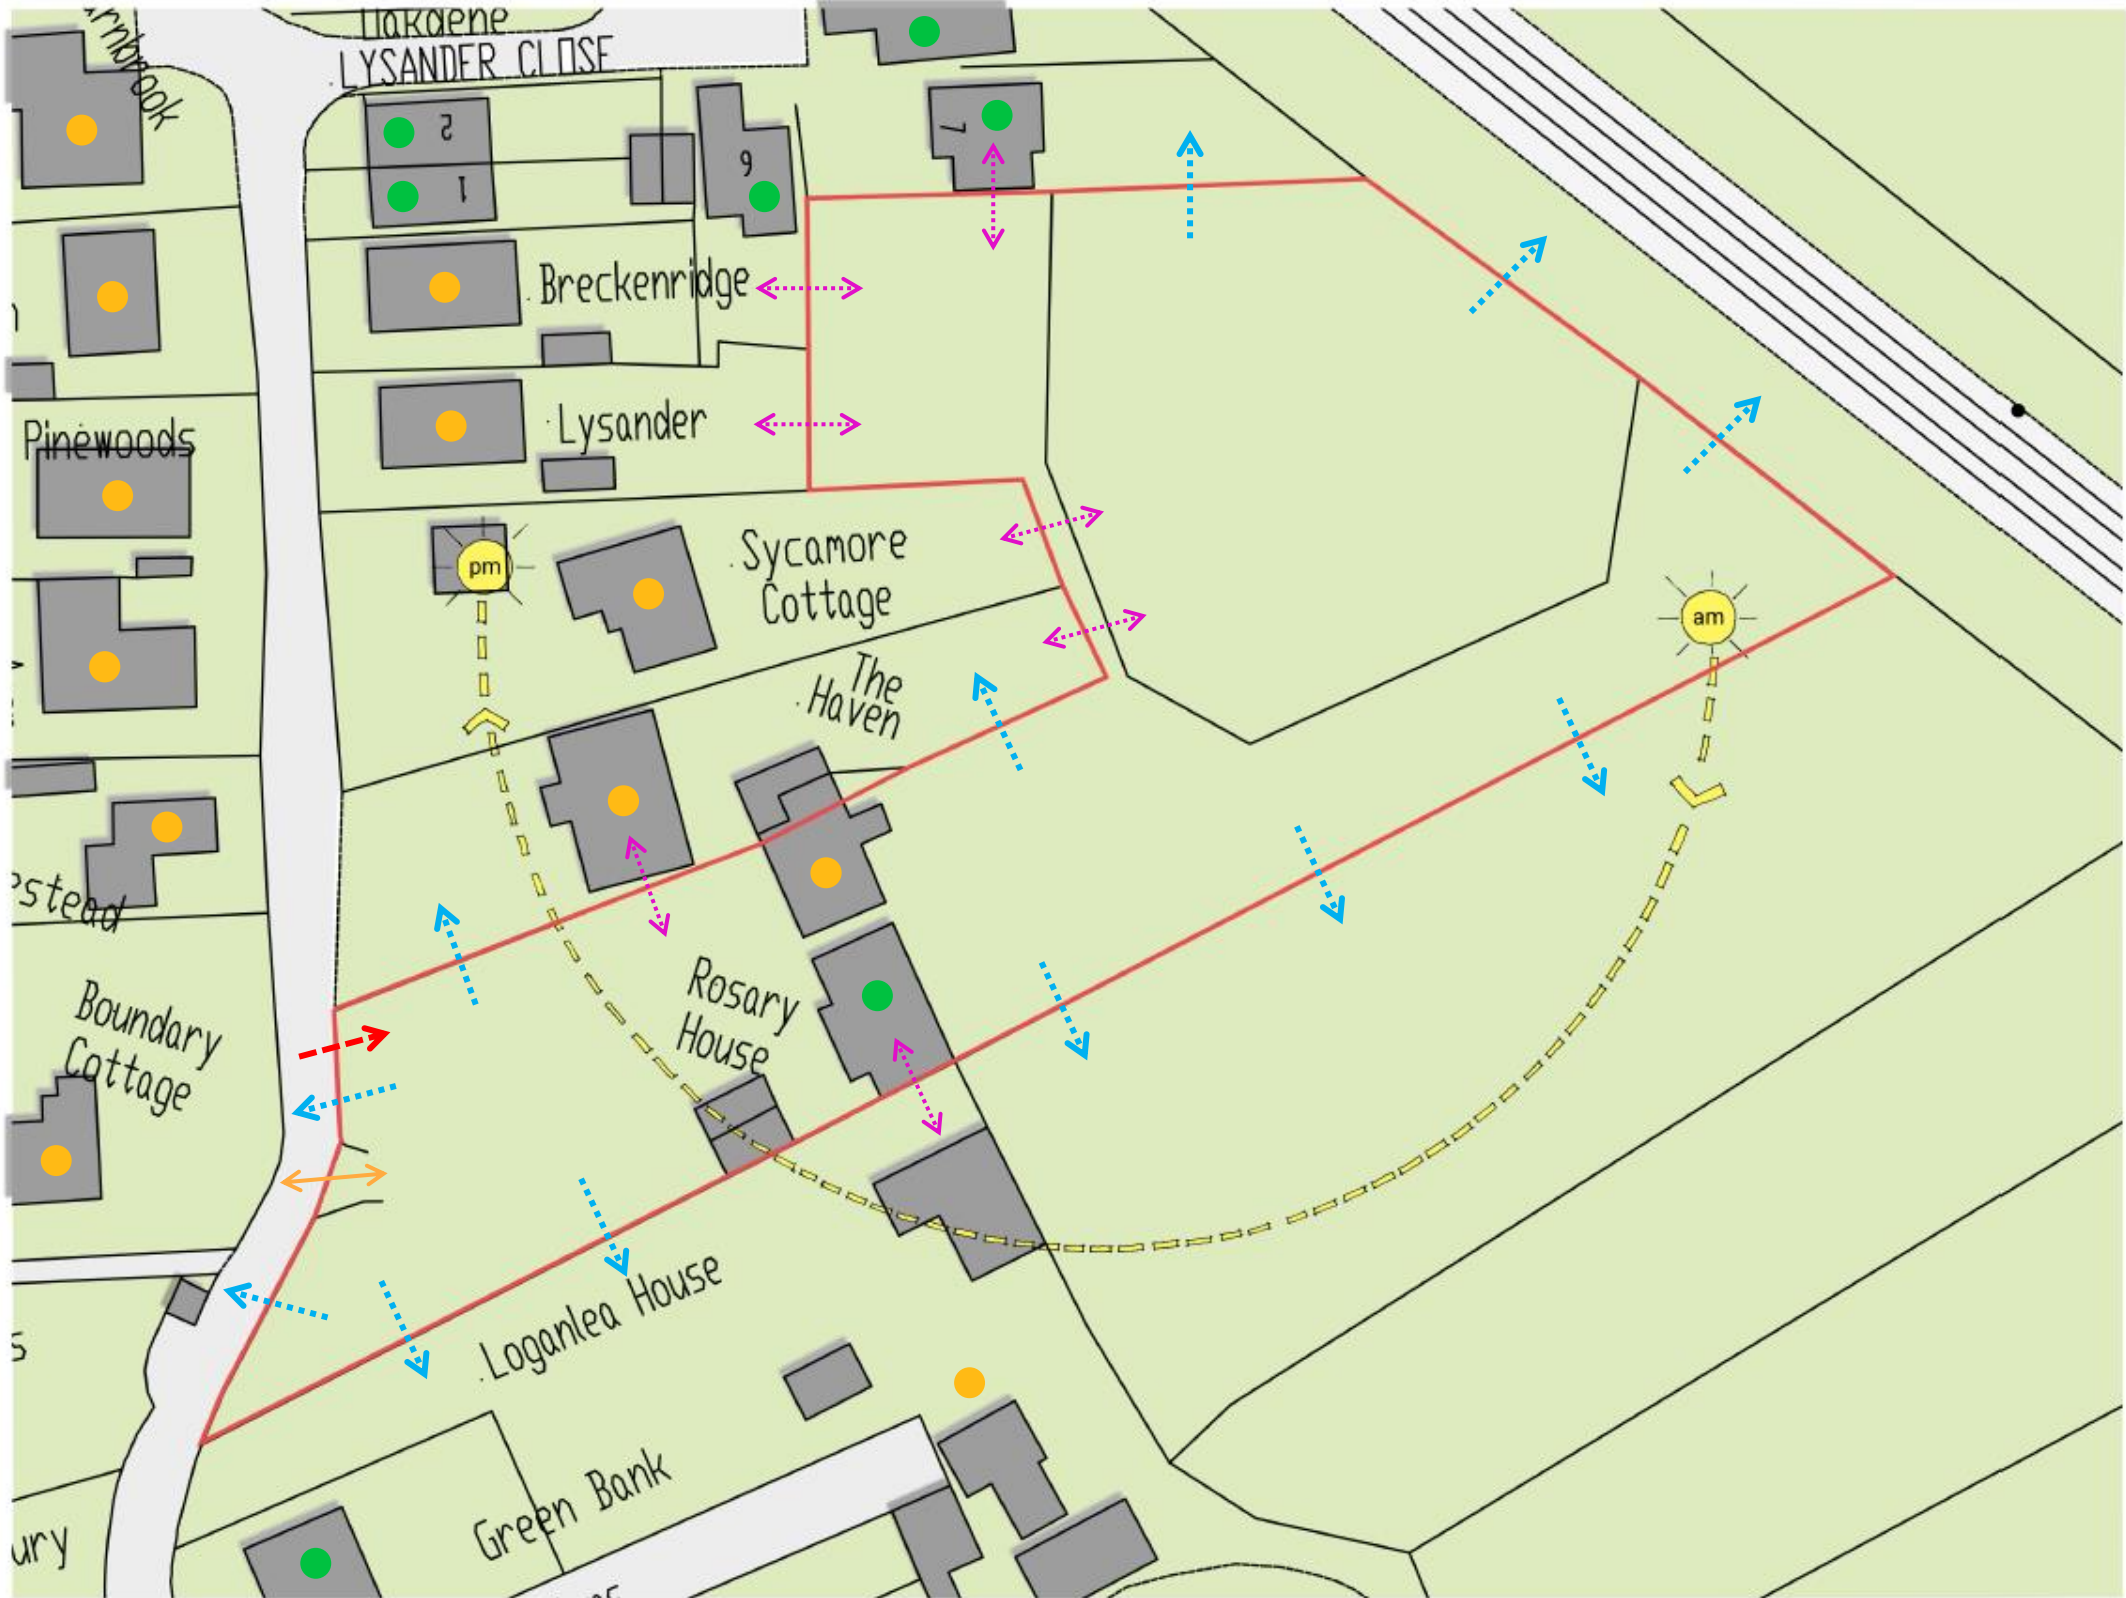 Oakdene
LYSANDER CLOSE
2
1
6
7
Breckenridge
Pinewoods
Lysander
Sycamore
Cottage
pm
am
The
Haven
Rosary
House
Boundary
Cottage
Loganlea House
Green Bank